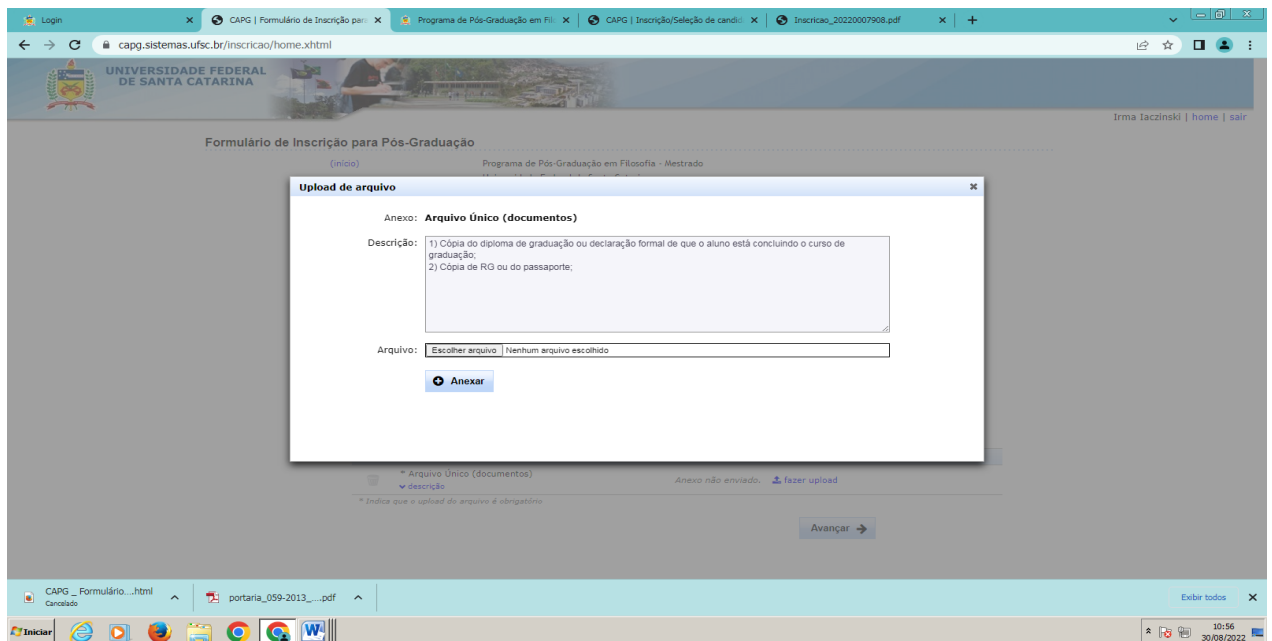 Login
CAPG | Formulário de Inscrição par
Programa de Pós-Graduação em Fil
CAPG | Inscrição/Seleção de candid
Inscricao_20220007908.pdf
capg.sistemas.ufsc.br/inscricao/home.xhtml
UNIVERSIDADE FEDERAL
DE SANTA CATARINA
Irma Iaczinski | home | sair
Formulário de Inscrição para Pós-Graduação
(início)
Programa de Pós-Graduação em Filosofia - Mestrado
Upload de arquivo
Anexo: Arquivo Único (documentos)
Descrição: 1) Cópia do diploma de graduação ou declaração formal de que o aluno está concluindo o curso de
graduação;
2) Cópia de RG ou do passaporte;
Arquivo: Escolher arquivo Nenhum arquivo escolhido
Anexar
* Arquivo Único (documentos)
descrição
Anexo não enviado. fazer upload
* Indica que o upload do arquivo é obrigatório
Avançar
CAPG _ Formulário....html
Cancelado
portaria_059-2013_....pdf
Exibir todos
Iniciar
10:56
30/08/2022